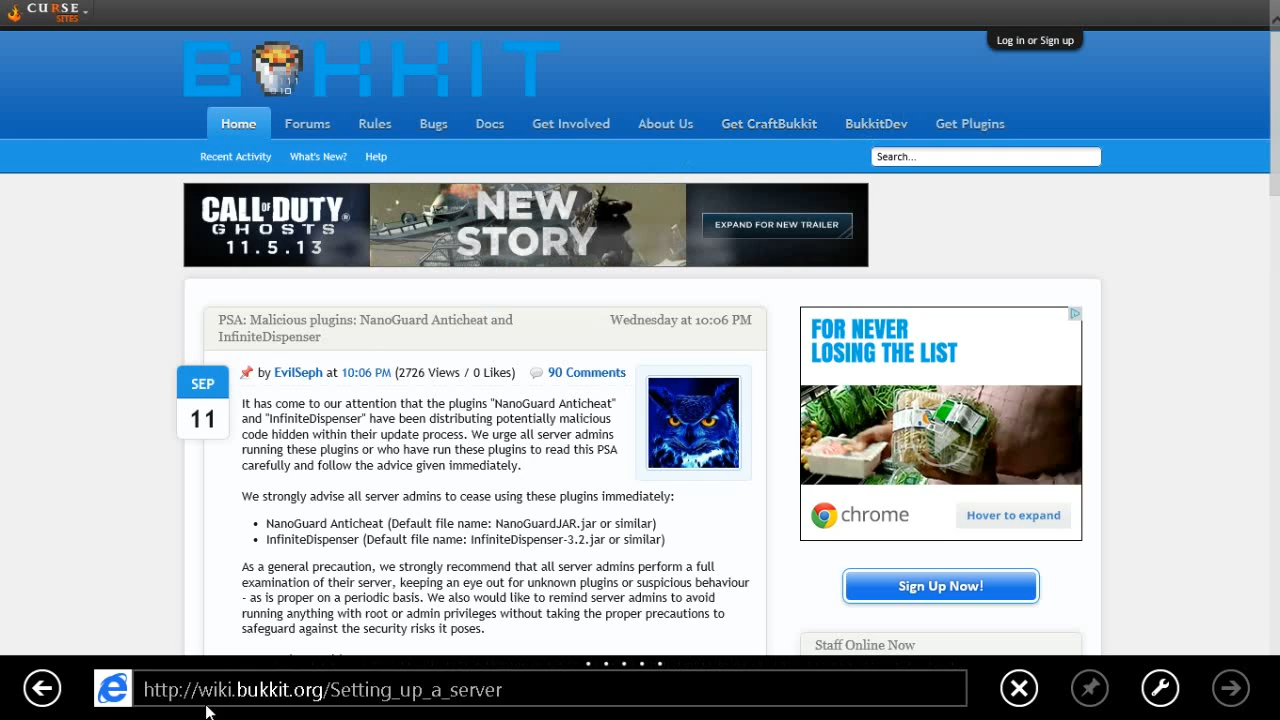 CURSE
SITES
Log in or Sign up
BUKKIT
Home Forums Rules Bugs Docs Get Involved About Us Get CraftBukkit BukkitDev Get Plugins
Recent Activity What's New? Help Search...
CALL OF DUTY®
GHOSTS
11.5.13
NEW
STORY
EXPAND FOR NEW TRAILER
PSA: Malicious plugins: NanoGuard Anticheat and
InfiniteDispenser
Wednesday at 10:06 PM
SEP
11
by EvilSeph at 10:06 PM (2726 Views / 0 Likes) 90 Comments
It has come to our attention that the plugins "NanoGuard Anticheat"
and "InfiniteDispenser" have been distributing potentially malicious
code hidden within their update process. We urge all server admins
running these plugins or who have run these plugins to read this PSA
carefully and follow the advice given immediately.
We strongly advise all server admins to cease using these plugins immediately:
• NanoGuard Anticheat (Default file name: NanoGuardJAR.jar or similar)
• InfiniteDispenser (Default file name: InfiniteDispenser-3.2.jar or similar)
As a general precaution, we strongly recommend that all server admins perform a full
examination of their server, keeping an eye out for unknown plugins or suspicious behaviour
- as is proper on a periodic basis. We also would like to remind server admins to avoid
running anything with root or admin privileges without taking the proper precautions to
safeguard against the security risks it poses.
FOR NEVER
LOSING THE LIST
chrome
Hover to expand
Sign Up Now!
Staff Online Now
http://wiki.bukkit.org/Setting_up_a_server